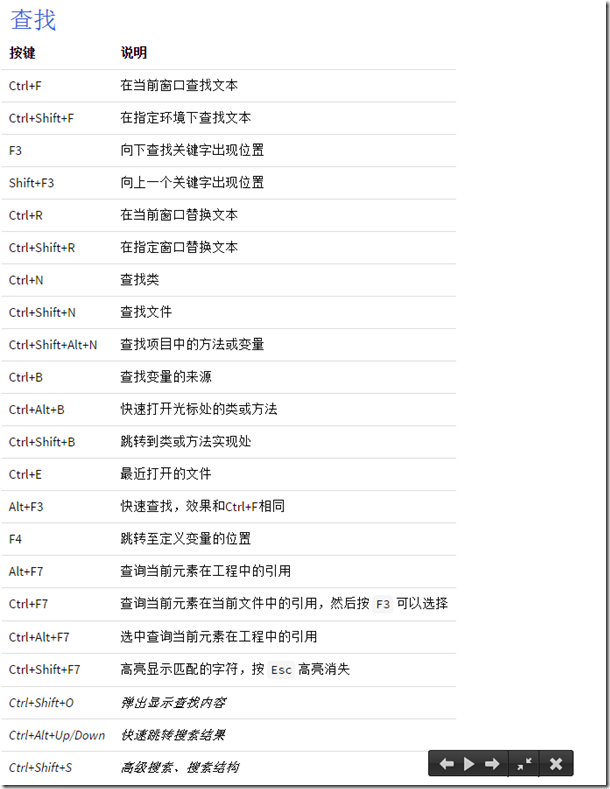 查找
按键 说明
Ctrl+F 在当前窗口查找文本
Ctrl+Shift+F 在指定环境下查找文本
F3 向下查找关键字出现位置
Shift+F3 向上一个关键字出现位置
Ctrl+R 在当前窗口替换文本
Ctrl+Shift+R 在指定窗口替换文本
Ctrl+N 查找类
Ctrl+Shift+N 查找文件
Ctrl+Shift+Alt+N 查找项目中的方法或变量
Ctrl+B 查找变量的来源
Ctrl+Alt+B 快速打开光标处的类或方法
Ctrl+Shift+B 跳转到类或方法实现处
Ctrl+E 最近打开的文件
Alt+F3 快速查找，效果和Ctrl+F相同
F4 跳转至定义变量的位置
Alt+F7 查询当前元素在工程中的引用
Ctrl+F7 查询当前元素在当前文件中的引用，然后按 F3 可以选择
Ctrl+Alt+F7 选中查询当前元素在工程中的引用
Ctrl+Shift+F7 高亮显示匹配的字符，按 Esc 高亮消失
Ctrl+Shift+O 弹出显示查找内容
Ctrl+Alt+Up/Down 快速跳转搜索结果
Ctrl+Shift+S 高级搜索、搜索结构